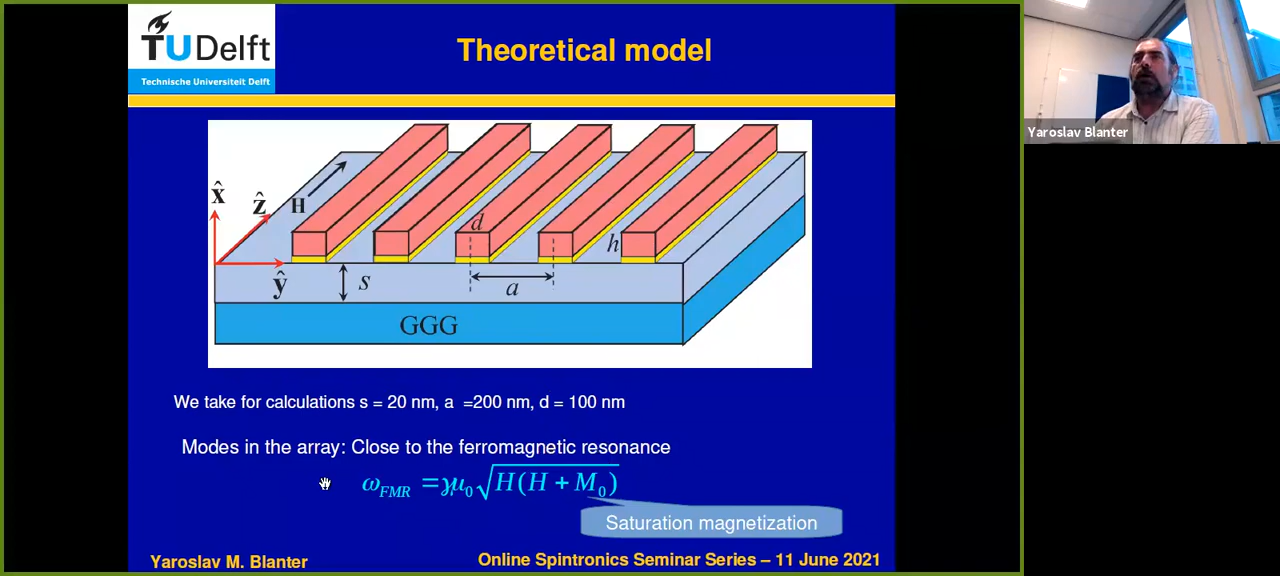 TUDelft
Technische Universiteit Delft
Theoretical model
Yaroslav Blanter
x̂
ẑ
H
d
h
ŷ
s
a
GGG
We take for calculations s = 20 nm, a =200 nm, d = 100 nm
Modes in the array: Close to the ferromagnetic resonance
ω_FMR = γμ₀√H(H + M₀)
Saturation magnetization
Yaroslav M. Blanter
Online Spintronics Seminar Series – 11 June 2021